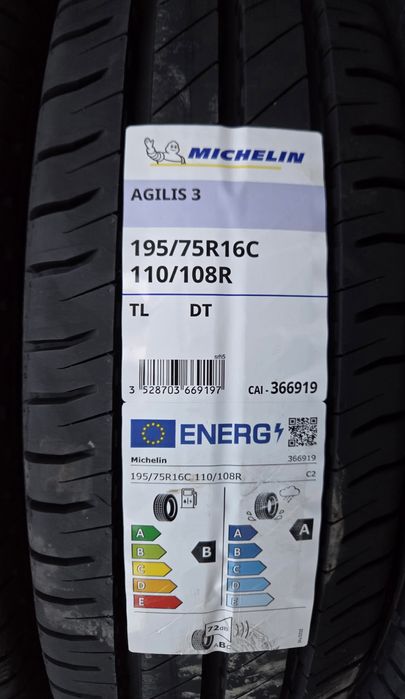 MICHELIN
AGILIS 3
195/75R16C
110/108R
TL DT
3 528703 669197
CAI - 366919
ENERG
Michelin 366919
195/75R16C 110/108R C2
A
B
C
D
E
B
A
B
C
D
E
A
72dB
ABC